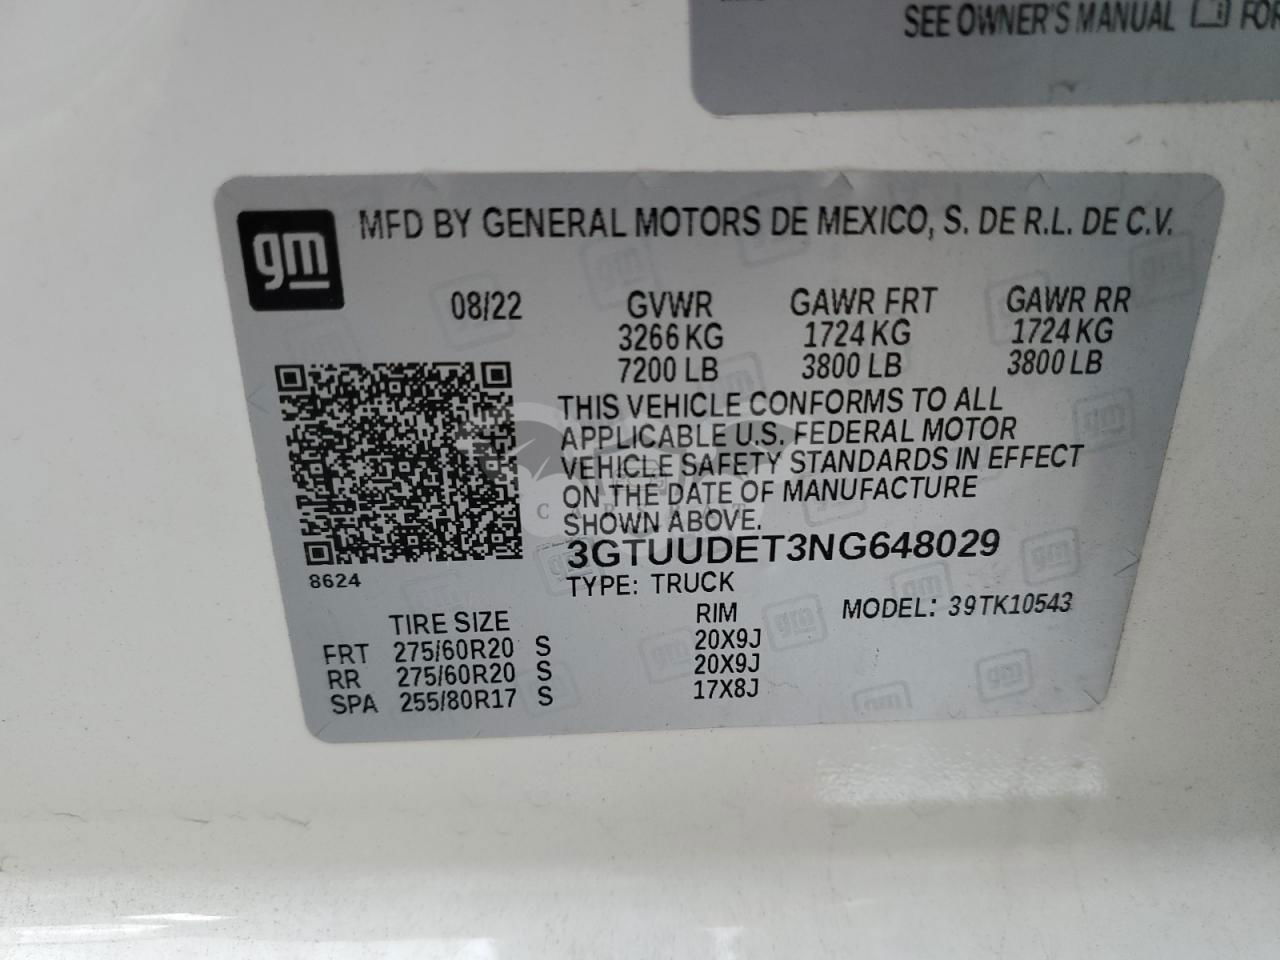 SEE OWNER'S MANUAL FOR
gm
MFD BY GENERAL MOTORS DE MEXICO, S. DE R.L. DE C.V.
08/22 GVWR GAWR FRT GAWR RR
3266 KG 1724 KG 1724 KG
7200 LB 3800 LB 3800 LB
THIS VEHICLE CONFORMS TO ALL
APPLICABLE U.S. FEDERAL MOTOR
VEHICLE SAFETY STANDARDS IN EFFECT
ON THE DATE OF MANUFACTURE
SHOWN ABOVE.
3GTUUDET3NG648029
8624
TYPE: TRUCK
TIRE SIZE RIM MODEL: 39TK10543
FRT 275/60R20 S 20X9J
RR 275/60R20 S 20X9J
SPA 255/80R17 S 17X8J